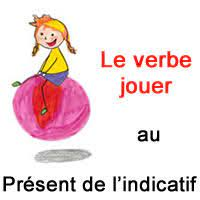 Le verbe
jouer
au
Présent de l'indicatif